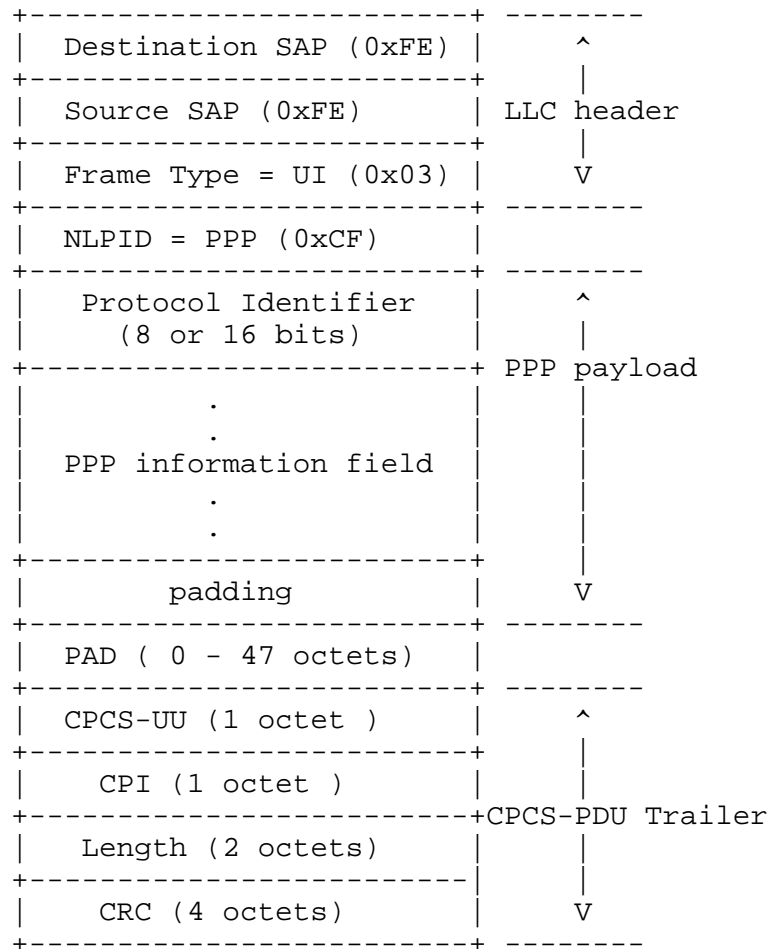 +-------------------------+ --------
| Destination SAP (0xFE) | ^
+-------------------------+ |
| Source SAP (0xFE) | LLC header
+-------------------------+ |
| Frame Type = UI (0x03) | V
+-------------------------+ --------
| NLPID = PPP (0xCF) |
+-------------------------+ --------
| Protocol Identifier | ^
| (8 or 16 bits) | |
+-------------------------+ PPP payload
| . | |
| . | |
| PPP information field | |
| . | |
| . | |
+-------------------------+ |
| padding | V
+-------------------------+ --------
| PAD ( 0 - 47 octets) |
+-------------------------+ --------
| CPCS-UU (1 octet ) | ^
+-------------------------+ |
| CPI (1 octet ) | |
+-------------------------+CPCS-PDU Trailer
| Length (2 octets) | |
+-------------------------| |
| CRC (4 octets) | V
+-------------------------+ --------